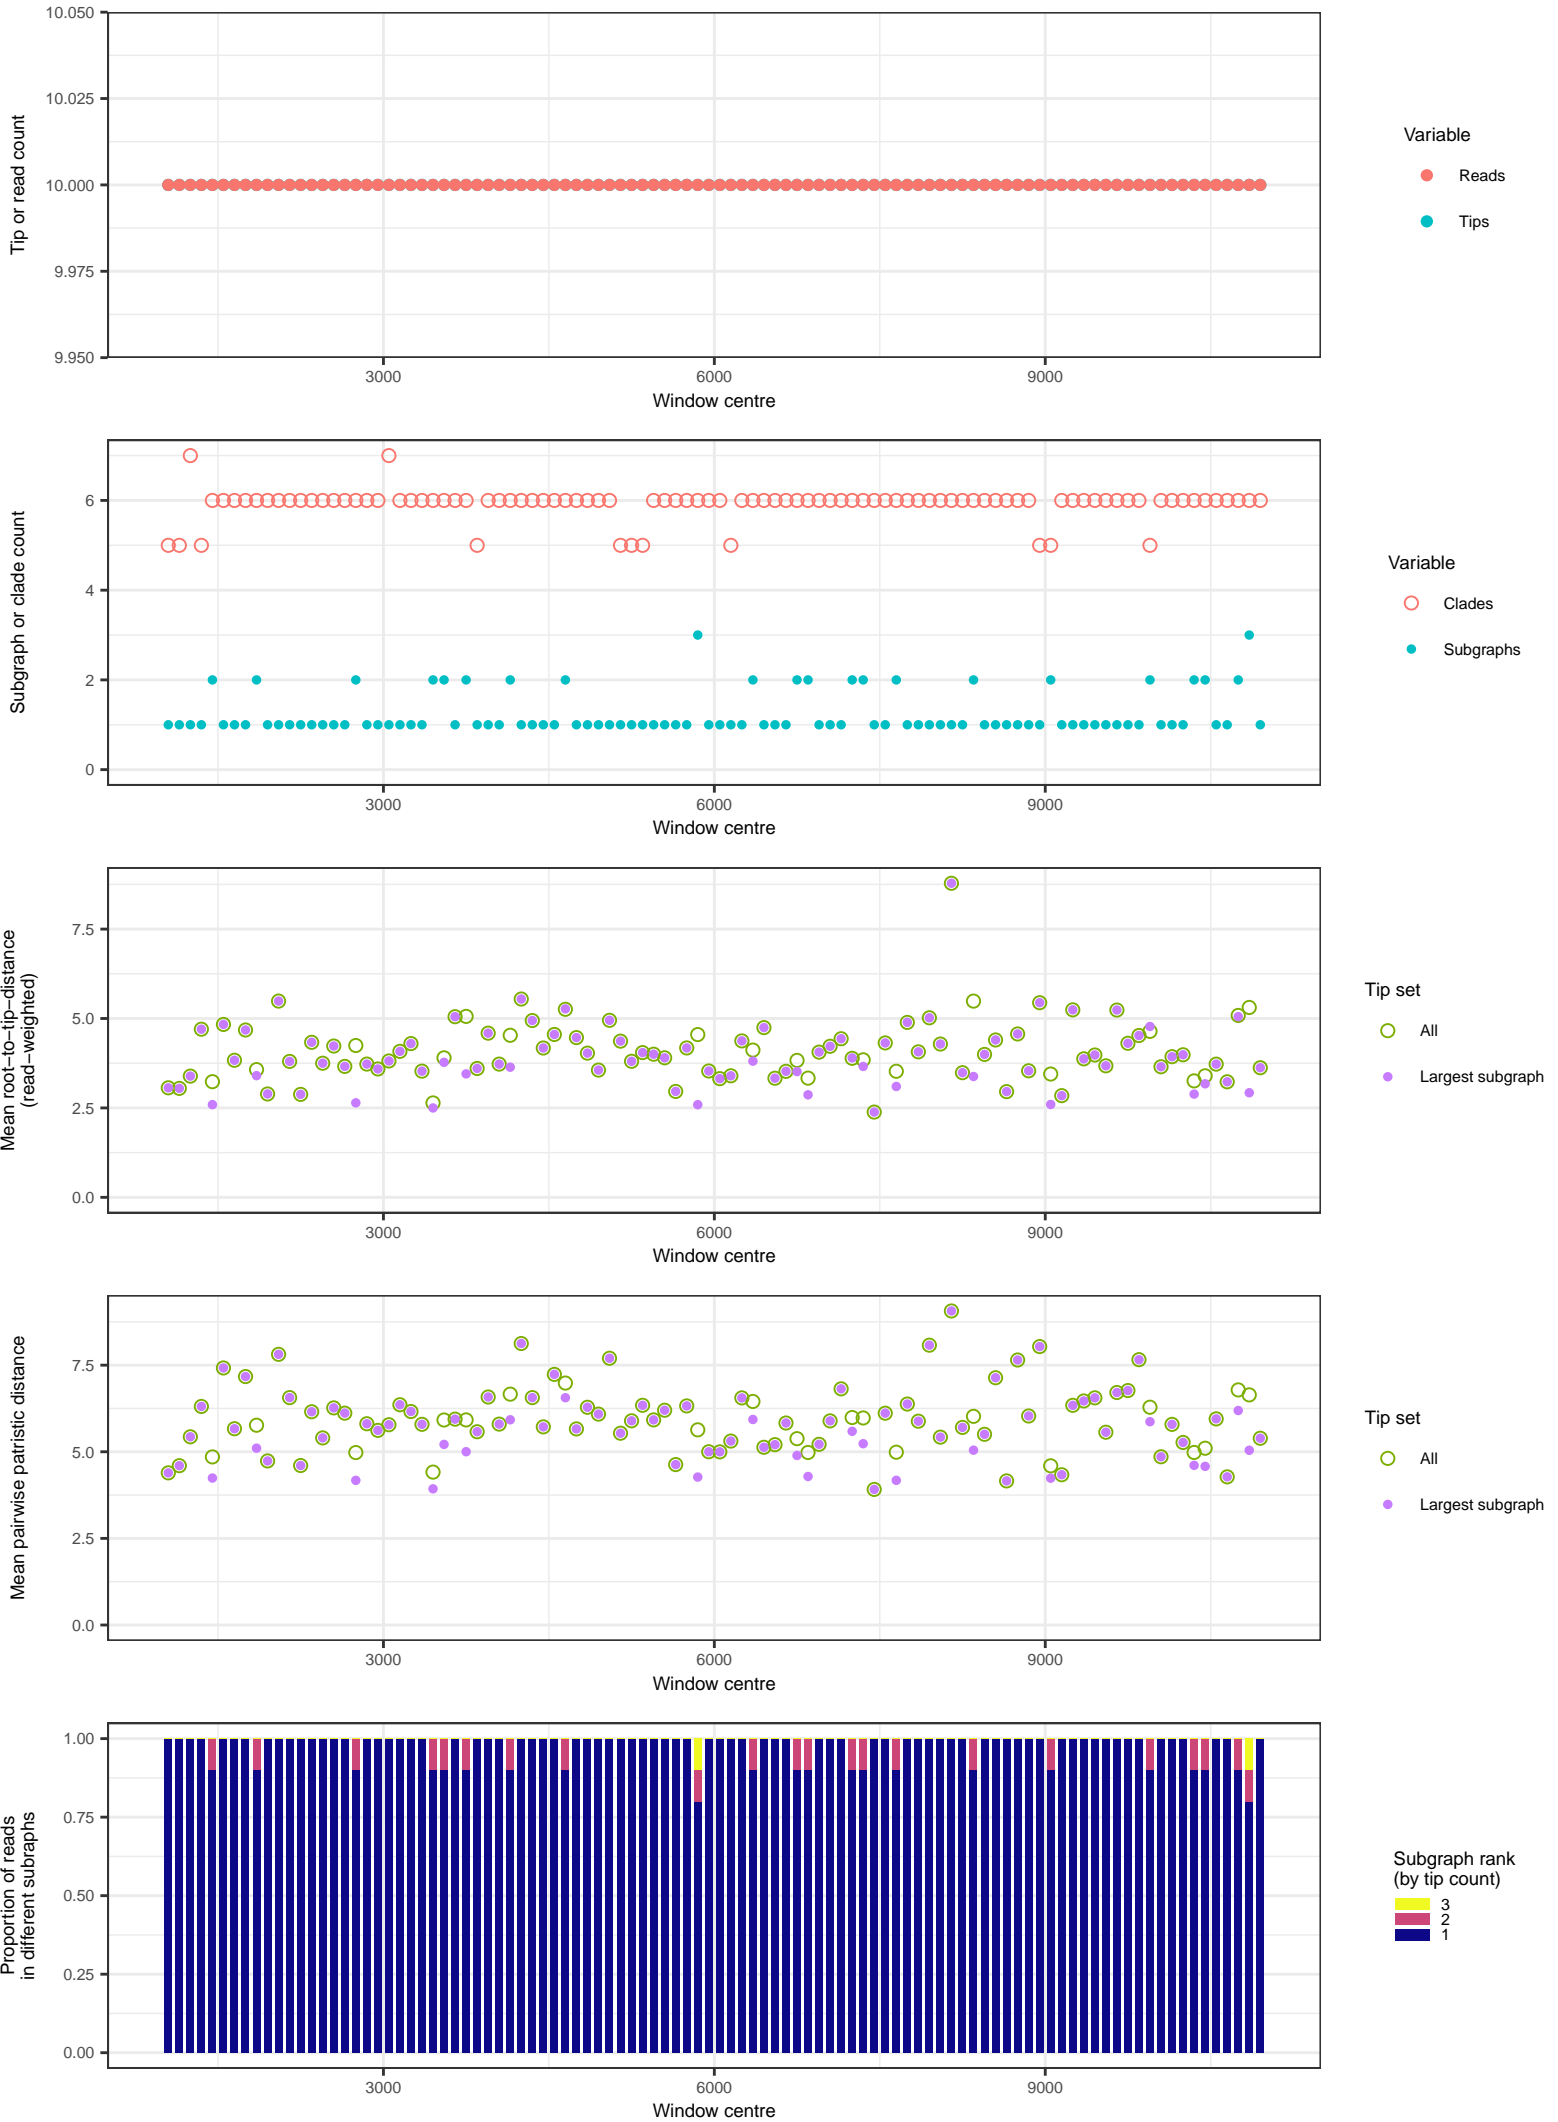 10.050
10.025
10.000
9.975
9.950
Tip or read count
3000
6000
9000
Window centre
Variable
Reads
Tips
6
4
2
0
Subgraph or clade count
3000
6000
9000
Window centre
Variable
Clades
Subgraphs
7.5
5.0
2.5
0.0
Mean root−to−tip−distance
(read−weighted)
3000
6000
9000
Window centre
Tip set
All
Largest subgraph
7.5
5.0
2.5
0.0
Mean pairwise patristic distance
3000
6000
9000
Window centre
Tip set
All
Largest subgraph
1.00
0.75
0.50
0.25
0.00
Proportion of reads
in different subraphs
3000
6000
9000
Window centre
Subgraph rank
(by tip count)
3
2
1